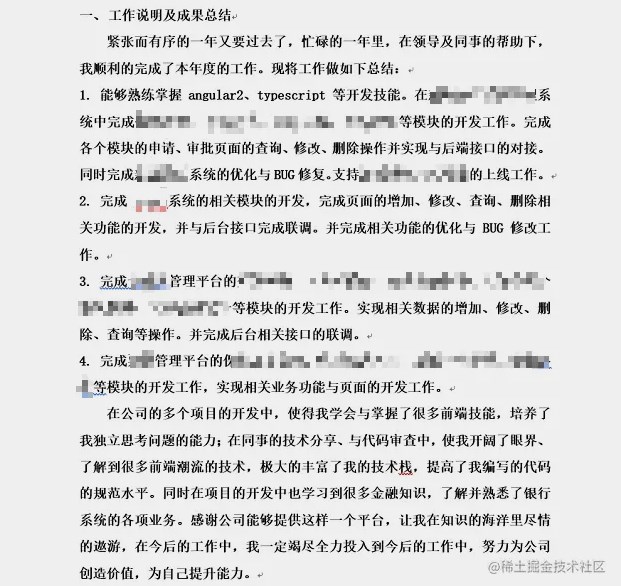 一、工作说明及成果总结
紧张而有序的一年又要过去了，忙碌的一年里，在领导及同事的帮助下，
我顺利的完成了本年度的工作。现将工作做如下总结：
1. 能够熟练掌握 angular2、typescript 等开发技能。在系
统中完成等模块的开发工作。完成
各个模块的申请、审批页面的查询、修改、删除操作并实现与后端接口的对接。
同时完成系统的优化与BUG修复。支持的上线工作。
2. 完成系统的相关模块的开发，完成页面的增加、修改、查询、删除相
关功能的开发，并与后台接口完成联调。并完成相关功能的优化与 BUG 修改工
作。
3. 完成管理平台的、
等模块的开发工作。实现相关数据的增加、修改、删
除、查询等操作。并完成后台相关接口的联调。
4. 完成管理平台的
等模块的开发工作，实现相关业务功能与页面的开发工作。
在公司的多个项目的开发中，使得我学会与掌握了很多前端技能，培养了
我独立思考问题的能力；在同事的技术分享、与代码审查中，使我开阔了眼界、
了解到很多前端潮流的技术，极大的丰富了我的技术栈，提高了我编写的代码
的规范水平。同时在项目的开发中也学习到很多金融知识，了解并熟悉了银行
系统的各项业务。感谢公司能够提供这样一个平台，让我在知识的海洋里尽情
的遨游，在今后的工作中，我一定竭尽全力投入到今后的工作中，努力为公司
创造价值，为自己提升能力。
@稀土掘金技术社区